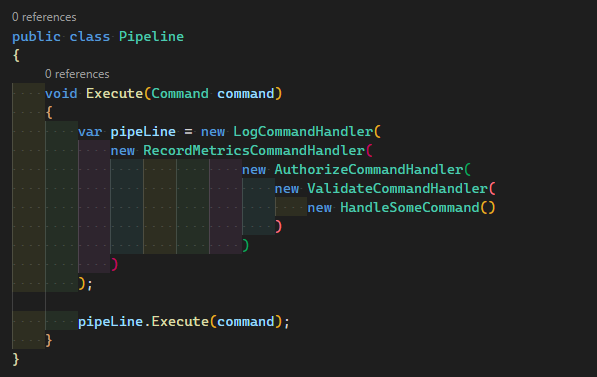 0 references
public class Pipeline
{
0 references
void Execute(Command command)
{
var pipeLine = new LogCommandHandler(
new RecordMetricsCommandHandler(
new AuthorizeCommandHandler(
new ValidateCommandHandler(
new HandleSomeCommand()
)
)
)
);
pipeLine.Execute(command);
}
}